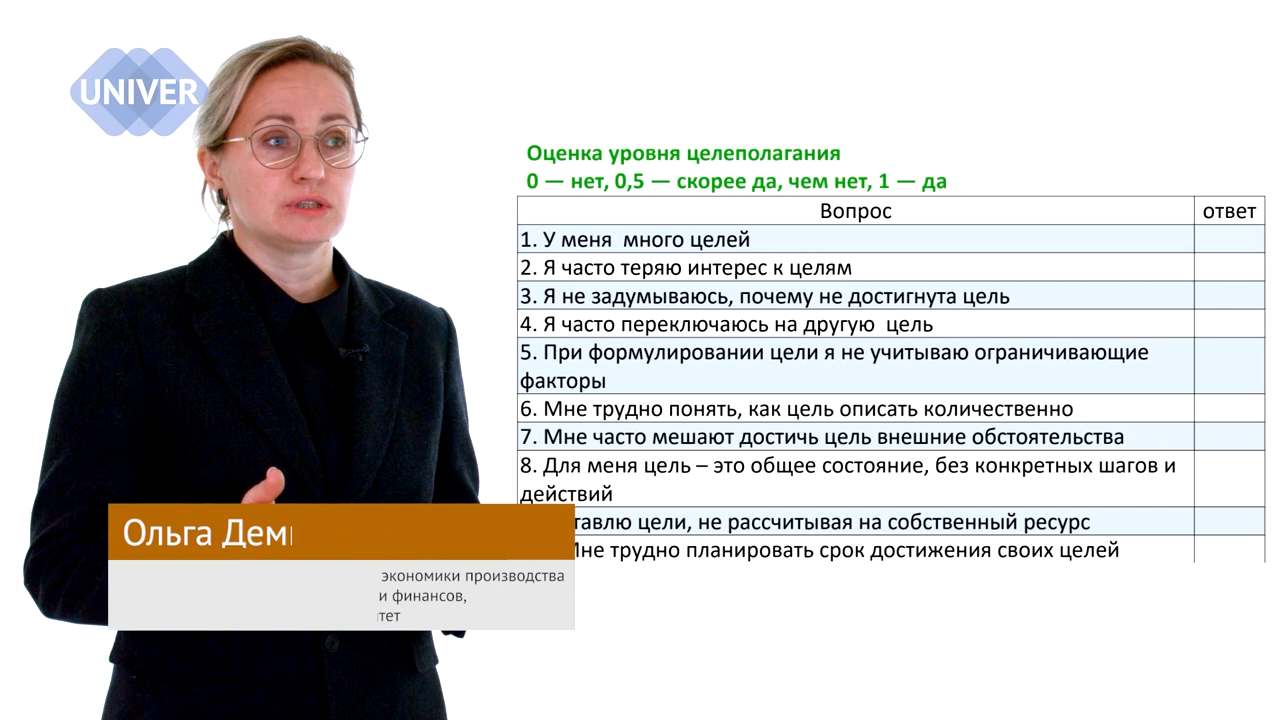 UNIVER
Оценка уровня целеполагания
0 — нет, 0,5 — скорее да, чем нет, 1 — да
Вопрос ответ
1. У меня  много целей
2. Я часто теряю интерес к целям
3. Я не задумываюсь, почему не достигнута цель
4. Я часто переключаюсь на другую  цель
5. При формулировании цели я не учитываю ограничивающие
факторы
6. Мне трудно понять, как цель описать количественно
7. Мне часто мешают достичь цель внешние обстоятельства
8. Для меня цель – это общее состояние, без конкретных шагов и
действий
цели, не рассчитывая на собственный ресурс
Мне трудно планировать срок достижения своих целей
Ольга
экономики производства
и финансов,